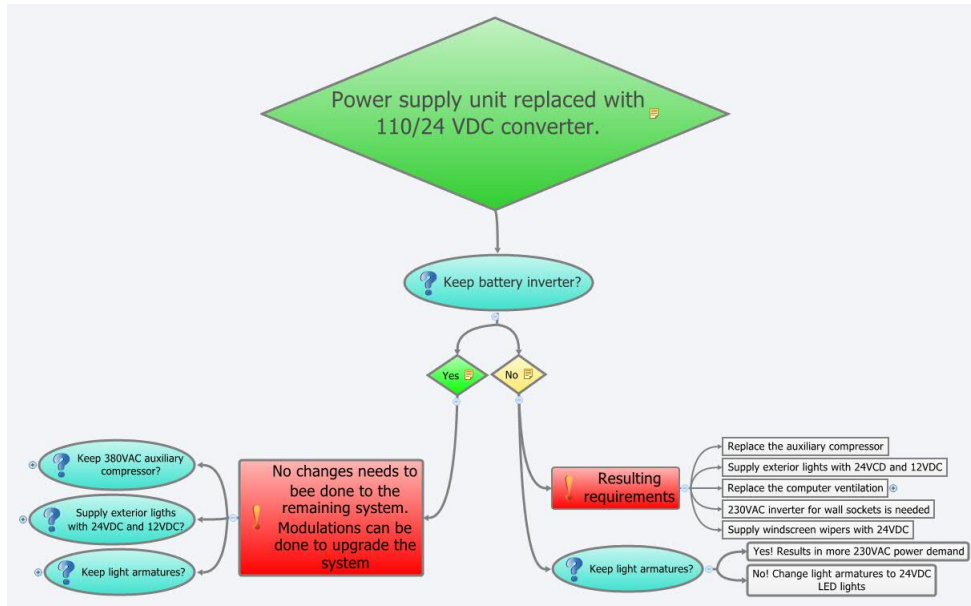 Power supply unit replaced with
110/24 VDC converter.
Keep battery inverter?
Yes
No
Keep 380VAC auxiliary
compressor?
Supply exterior ligths
with 24VDC and 12VDC?
Keep light armatures?
No changes needs to
bee done to the
remaining system.
Modulations can be
done to upgrade the
system
Resulting
requirements
Replace the auxiliary compressor
Supply exterior lights with 24VCD and 12VDC
Replace the computer ventilation
230VAC inverter for wall sockets is needed
Supply windscreen wipers with 24VDC
Keep light armatures?
Yes! Results in more 230VAC power demand
No! Change light armatures to 24VDC
LED lights